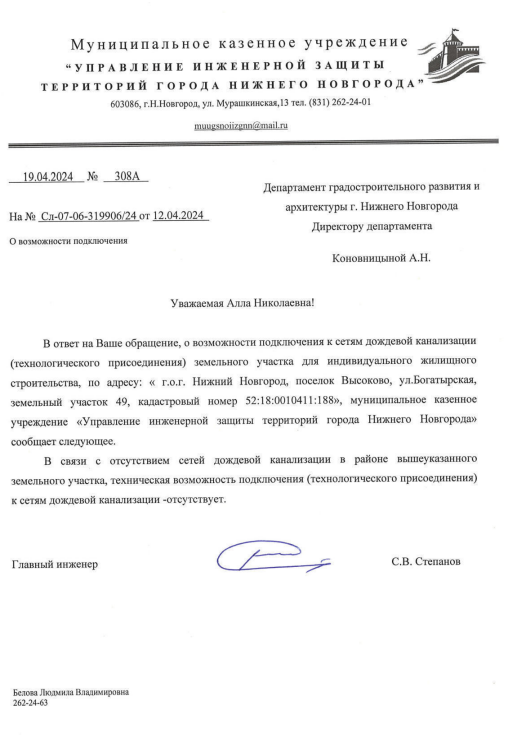 Муниципальное казенное учреждение
“УПРАВЛЕНИЕ ИНЖЕНЕРНОЙ ЗАЩИТЫ
ТЕРРИТОРИЙ ГОРОДА НИЖНЕГО НОВГОРОДА”
603086, г.Н.Новгород, ул. Мурашкинская,13 тел. (831) 262-24-01
muugsnoiizgnn@mail.ru
19.04.2024 № 308А
На № Сл-07-06-319906/24 от 12.04.2024
О возможности подключения
Департамент градостроительного развития и
архитектуры г. Нижнего Новгорода
Директору департамента
Коновницыной А.Н.
Уважаемая Алла Николаевна!
В ответ на Ваше обращение, о возможности подключения к сетям дождевой канализации
(технологического присоединения) земельного участка для индивидуального жилищного
строительства, по адресу: « г.о.г. Нижний Новгород, поселок Высоково, ул.Богатырская,
земельный участок 49, кадастровый номер 52:18:0010411:188», муниципальное казенное
учреждение «Управление инженерной защиты территорий города Нижнего Новгорода»
сообщает следующее.
В связи с отсутствием сетей дождевой канализации в районе вышеуказанного
земельного участка, техническая возможность подключения (технологического присоединения)
к сетям дождевой канализации -отсутствует.
Главный инженер
С.В. Степанов
Белова Людмила Владимировна
262-24-63